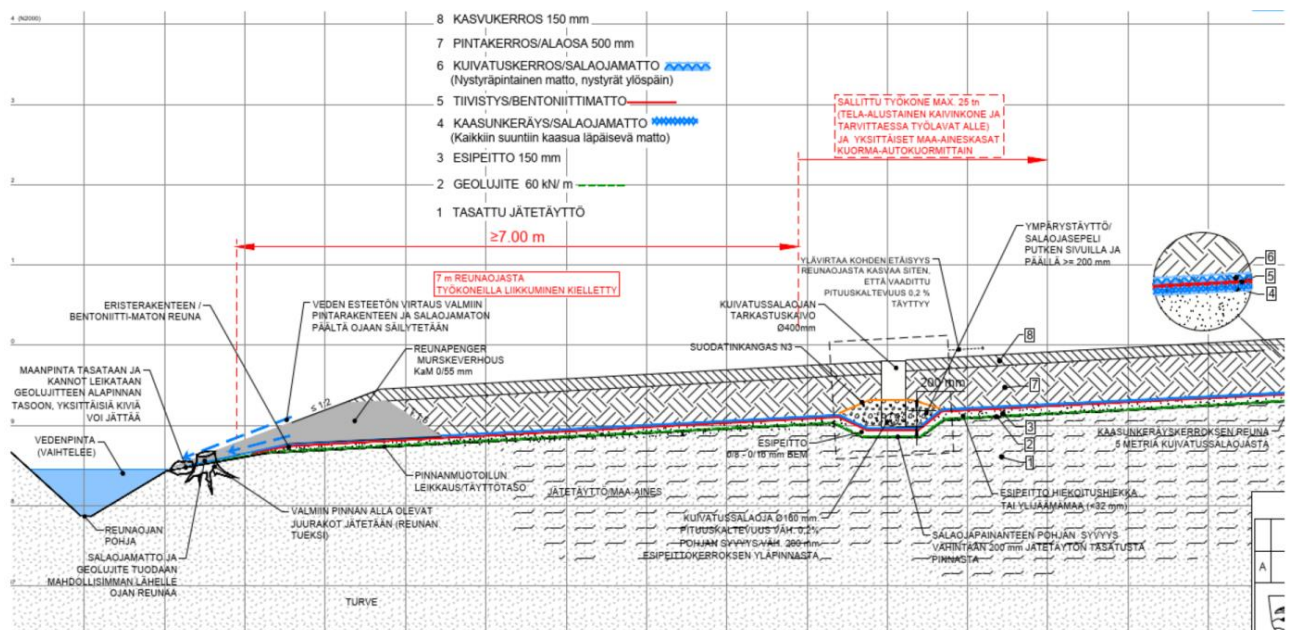 4 (N2000)
3
2
1
0
8 KASVUKERROS 150 mm
7 PINTAKERROS/ALAOSA 500 mm
6 KUIVATUSKERROS/SALAOJAMATTO
(Nystyräpintainen matto, nystyrät ylöspäin)
5 TIIVISTYS/BENTONIITTIMATTO
4 KAASUNKERÄYS/SALAOJAMATTO
(Kaikkiin suuntiin kaasua läpäisevä matto)
3 ESIPEITTO 150 mm
2 GEOLUJITE 60 kN/ m
1 TASATTU JÄTETÄYTTÖ
SALLITTU TYÖKONE MAX. 25 tn
(TELA-ALUSTAINEN KAIVINKONE JA
TARVITTAESSA TYÖLAVAT ALLE)
JA YKSITTÄISET MAA-AINESKASAT
KUORMA-AUTOKUORMITTAIN
≥7.00 m
7 m REUNAOJASTA
TYÖKONEILLA LIIKKUMINEN KIELLETTY
YMPÄRYSTÄYTTÖ/
SALAOJASEPELI
PUTKEN SIVUILLA JA
PÄÄLLÄ >= 200 mm
6
5
4
YLÄVIRTAA KOHDEN ETÄISYYS
REUNAOJASTA KASVAA SITEN,
ETTÄ VAADITTU
PITUUSKALTEVUUS 0,2 %
TÄYTTYY
ERISTERAKENTEEN /
BENTONIITTI-MATON REUNA
VEDEN ESTEETÖN VIRTAUS VALMIIN
PINTARAKENTEEN JA SALAOJAMATON
PÄÄLTÄ OJAAN SÄILYTETÄÄN
KUIVATUSSALAOJAN
TARKASTUSKAIVO
Ø400mm
SUODATINKANGAS N3
REUNAPENGER
MURSKEVERHOUS
KaM 0/55 mm
MAANPINTA TASATAAN JA
KANNOT LEIKATAAN
GEOLUJITTEEN ALAPINNAN
TASOON, YKSITTÄISIÄ KIVIÄ
VOI JÄTTÄÄ
≤ 1:2
200 mm
8
7
3
2
1
VEDENPINTA
(VAIHTELEE)
ESIPEITTO
0/8 - 0/16 mm BEM
KAASUNKERÄYSKERROKSEN REUNA
5 METRIÄ KUIVATUSSALAOJASTA
PINNANMUOTOILUN
LEIKKAUS/TÄYTTÖTASO
JÄTETÄYTTÖ/MAA-AINES
ESIPEITTO HIEKOITUSHIEKKA
TAI YLIJÄÄMÄMAA (<32 mm)
REUNAOJAN
POHJA
VALMIIN PINNAN ALLA OLEVAT
JUURAKOT JÄTETÄÄN (REUNAN
TUEKSI)
KUIVATUSSALAOJA Ø160 mm.
PITUUSKALTEVUUS VÄH. 0,2%
POHJAN SYVYYS VÄH. 200 mm
ESIPEITTOKERROKSEN YLÄPINNASTA
SALAOJAPAINANTEEN POHJAN SYVYYS
VÄHINTÄÄN 200 mm JÄTETÄYTÖN TASATUSTA
PINNASTA
SALAOJAMATTO JA
GEOLUJITE TUODAAN
MAHDOLLISIMMAN LÄHELLE
OJAN REUNAA
TURVE
A